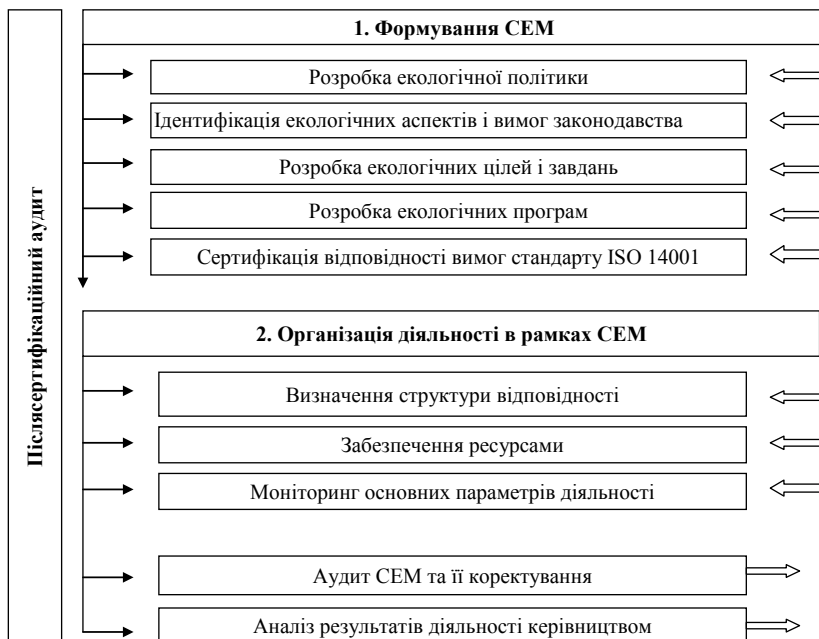 Післясертифікаційний аудит
1. Формування СЕМ
Розробка екологічної політики
Ідентифікація екологічних аспектів і вимог законодавства
Розробка екологічних цілей і завдань
Розробка екологічних програм
Сертифікація відповідності вимог стандарту ISO 14001
2. Організація діяльності в рамках СЕМ
Визначення структури відповідності
Забезпечення ресурсами
Моніторинг основних параметрів діяльності
Аудит СЕМ та її коректування
Аналіз результатів діяльності керівництвом